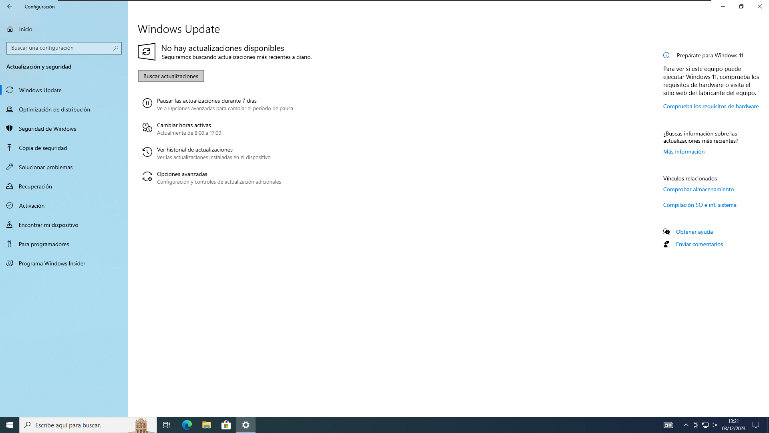 Configuración
Inicio
Buscar una configuración
Actualización y seguridad
Windows Update
Optimización de distribución
Seguridad de Windows
Copia de seguridad
Solucionar problemas
Recuperación
Activación
Encontrar mi dispositivo
Para programadores
Programa Windows Insider
Windows Update
No hay actualizaciones disponibles
Seguiremos buscando actualizaciones más recientes a diario.
Buscar actualizaciones
Pausar las actualizaciones durante 7 días
Ve a Opciones avanzadas para cambiar el período de pausa
Cambiar horas activas
Actualmente de 8:00 a 17:00
Ver historial de actualizaciones
Ver las actualizaciones instaladas en el dispositivo
Opciones avanzadas
Configuración y controles de actualización adicionales
Prepárate para Windows 11
Para ver si este equipo puede
ejecutar Windows 11, comprueba los
requisitos de hardware o visita el
sitio web del fabricante del equipo.
Comprueba los requisitos de hardware
¿Buscas información sobre las
actualizaciones más recientes?
Más información
Vínculos relacionados
Comprobar almacenamiento
Compilación SO e inf. sistema
Obtener ayuda
Enviar comentarios
Escribe aquí para buscar.